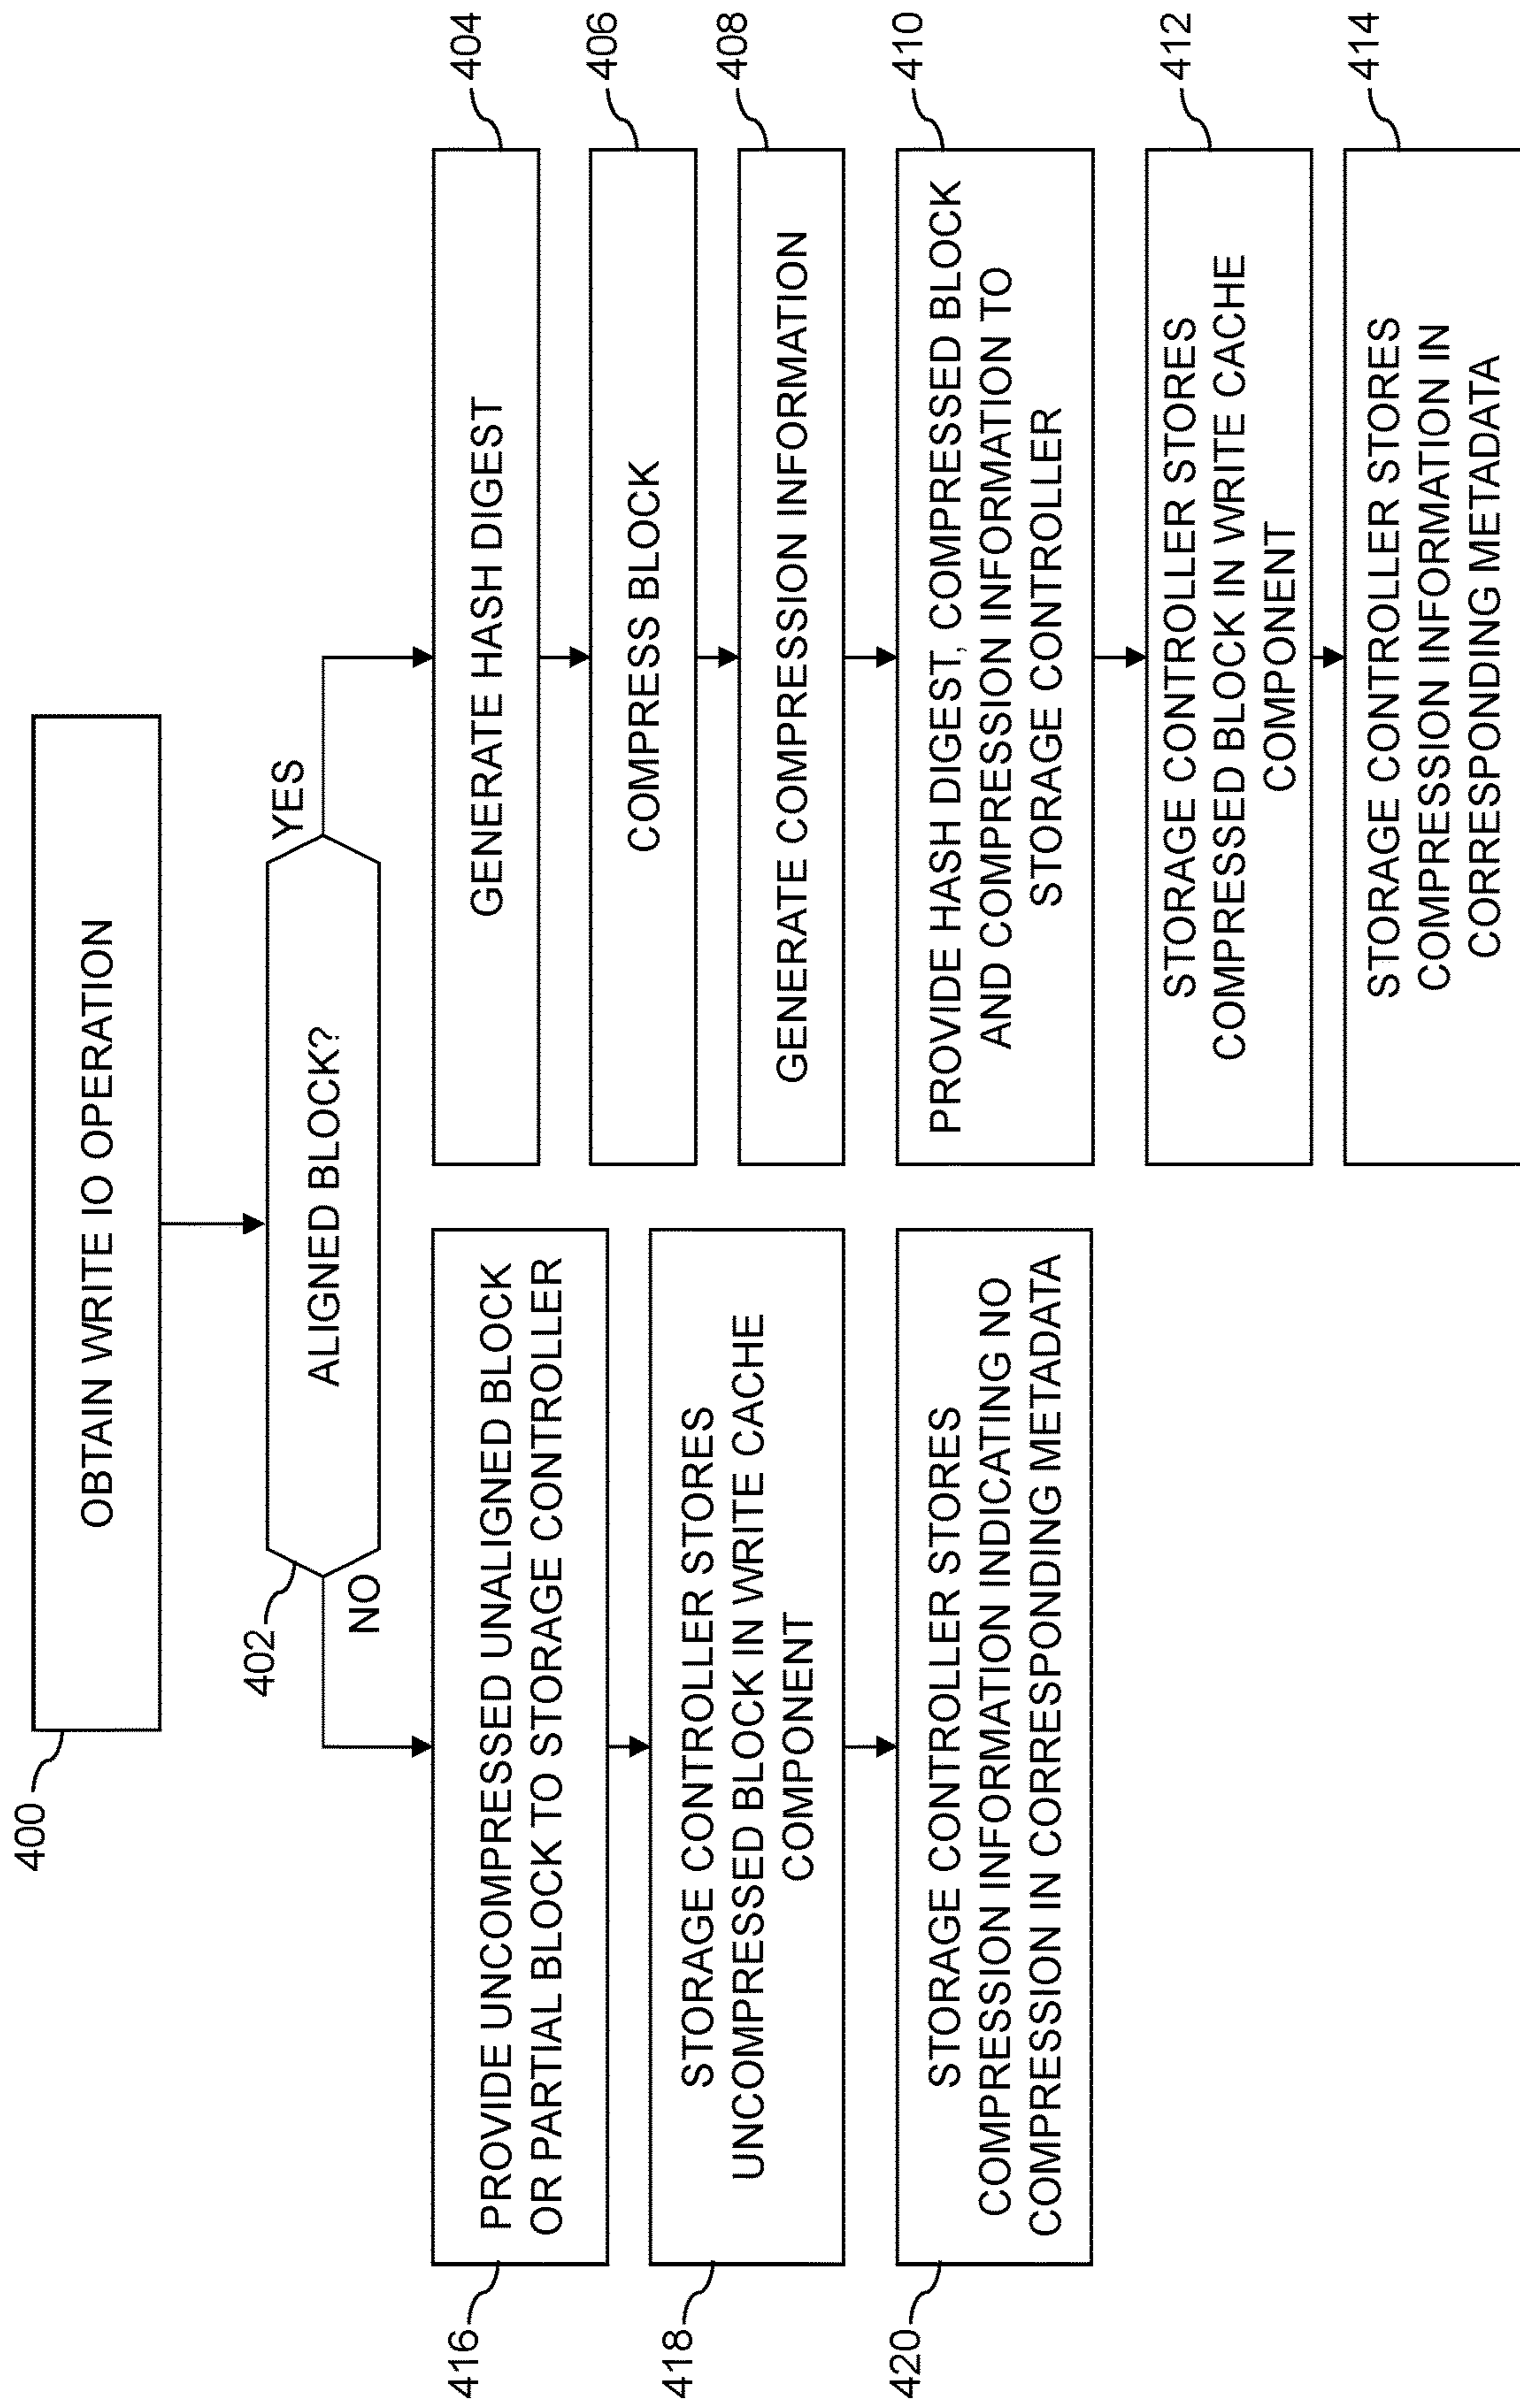 400
OBTAIN WRITE IO OPERATION
402
ALIGNED BLOCK?
NO
YES
416
PROVIDE UNCOMPRESSED UNALIGNED BLOCK
OR PARTIAL BLOCK TO STORAGE CONTROLLER
418
STORAGE CONTROLLER STORES
UNCOMPRESSED BLOCK IN WRITE CACHE
COMPONENT
420
STORAGE CONTROLLER STORES
COMPRESSION INFORMATION INDICATING NO
COMPRESSION IN CORRESPONDING METADATA
404
GENERATE HASH DIGEST
406
COMPRESS BLOCK
408
GENERATE COMPRESSION INFORMATION
410
PROVIDE HASH DIGEST, COMPRESSED BLOCK
AND COMPRESSION INFORMATION TO
STORAGE CONTROLLER
412
STORAGE CONTROLLER STORES
COMPRESSED BLOCK IN WRITE CACHE
COMPONENT
414
STORAGE CONTROLLER STORES
COMPRESSION INFORMATION IN
CORRESPONDING METADATA